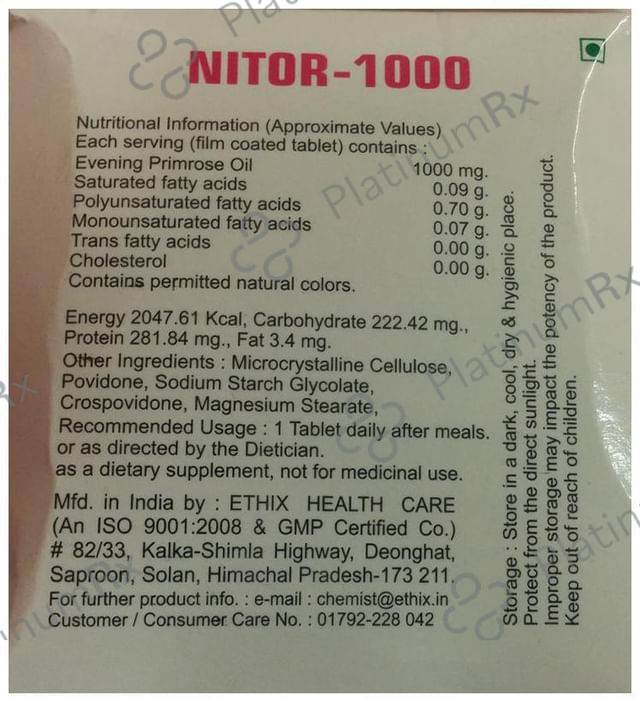 NITOR-1000
Nutritional Information (Approximate Values)
Each serving (film coated tablet) contains :
Evening Primrose Oil 1000 mg.
Saturated fatty acids 0.09 g.
Polyunsaturated fatty acids 0.70 g.
Monounsaturated fatty acids 0.07 g.
Trans fatty acids 0.00 g.
Cholesterol 0.00 g.
Contains permitted natural colors.
Energy 2047.61 Kcal, Carbohydrate 222.42 mg.,
Protein 281.84 mg., Fat 3.4 mg.
Other Ingredients : Microcrystalline Cellulose,
Povidone, Sodium Starch Glycolate,
Crospovidone, Magnesium Stearate,
Recommended Usage : 1 Tablet daily after meals.
or as directed by the Dietician.
as a dietary supplement, not for medicinal use.
Mfd. in India by : ETHIX HEALTH CARE
(An ISO 9001:2008 & GMP Certified Co.)
# 82/33, Kalka-Shimla Highway, Deonghat,
Saproon, Solan, Himachal Pradesh-173 211.
For further product info. : e-mail : chemist@ethix.in
Customer / Consumer Care No. : 01792-228 042
Storage : Store in a dark, cool, dry & hygienic place.
Protect from the direct sunlight.
Improper storage may impact the potency of the product.
Keep out of reach of children.
PlatinumRx
PlatinumRx